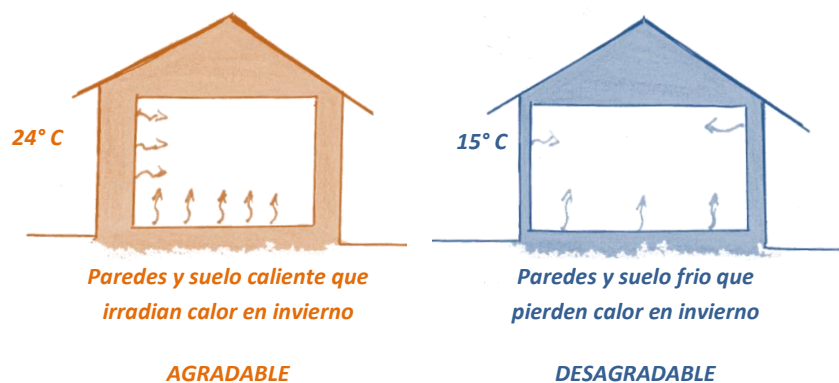 24° C
Paredes y suelo caliente que
irradian calor en invierno
AGRADABLE
15° C
Paredes y suelo frio que
pierden calor en invierno
DESAGRADABLE